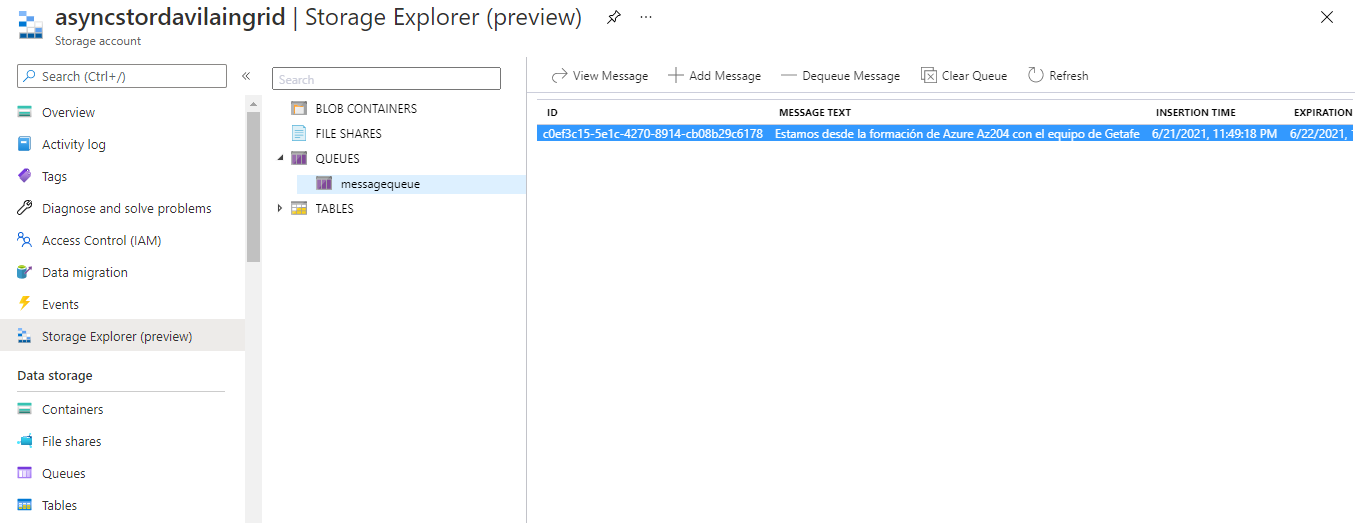 asyncstordavilaingrid | Storage Explorer (preview)
Storage account
Search (Ctrl+/)
Overview
Activity log
Tags
Diagnose and solve problems
Access Control (IAM)
Data migration
Events
Storage Explorer (preview)
Data storage
Containers
File shares
Queues
Tables
Search
BLOB CONTAINERS
FILE SHARES
QUEUES
messagequeue
TABLES
View Message Add Message Dequeue Message Clear Queue Refresh
ID MESSAGE TEXT INSERTION TIME EXPIRATION
c0ef3c15-5e1c-4270-8914-cb08b29c6178 Estamos desde la formación de Azure Az204 con el equipo de Getafe 6/21/2021, 11:49:18 PM 6/22/2021,